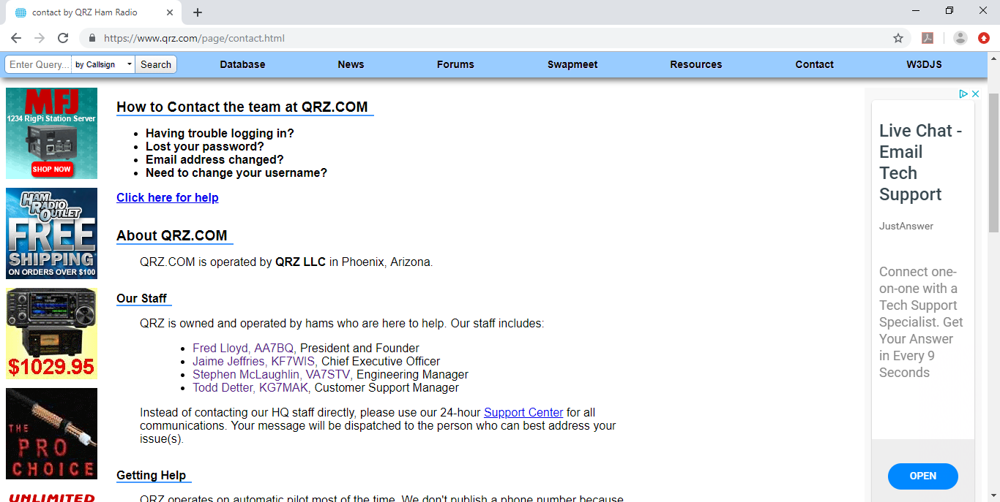 contact by QRZ Ham Radio
https://www.qrz.com/page/contact.html
Enter Query... by Callsign Search Database News Forums Swapmeet Resources Contact W3DJS
MFJ
1234 RigPi Station Server
SHOP NOW
HAM RADIO OUTLET
FREE
SHIPPING
ON ORDERS OVER $100
$1029.95
THE
PRO
CHOICE
UNLIMITED
How to Contact the team at QRZ.COM
• Having trouble logging in?
• Lost your password?
• Email address changed?
• Need to change your username?
Click here for help
About QRZ.COM
QRZ.COM is operated by QRZ LLC in Phoenix, Arizona.
Our Staff
QRZ is owned and operated by hams who are here to help. Our staff includes:
• Fred Lloyd, AA7BQ, President and Founder
• Jaime Jeffries, KF7WIS, Chief Executive Officer
• Stephen McLaughlin, VA7STV, Engineering Manager
• Todd Detter, KG7MAK, Customer Support Manager
Instead of contacting our HQ staff directly, please use our 24-hour Support Center for all
communications. Your message will be dispatched to the person who can best address your
issue(s).
Getting Help
QRZ operates on automatic pilot most of the time. We don't publish a phone number because
Live Chat -
Email
Tech
Support
JustAnswer
Connect one-
on-one with a
Tech Support
Specialist. Get
Your Answer
in Every 9
Seconds
OPEN